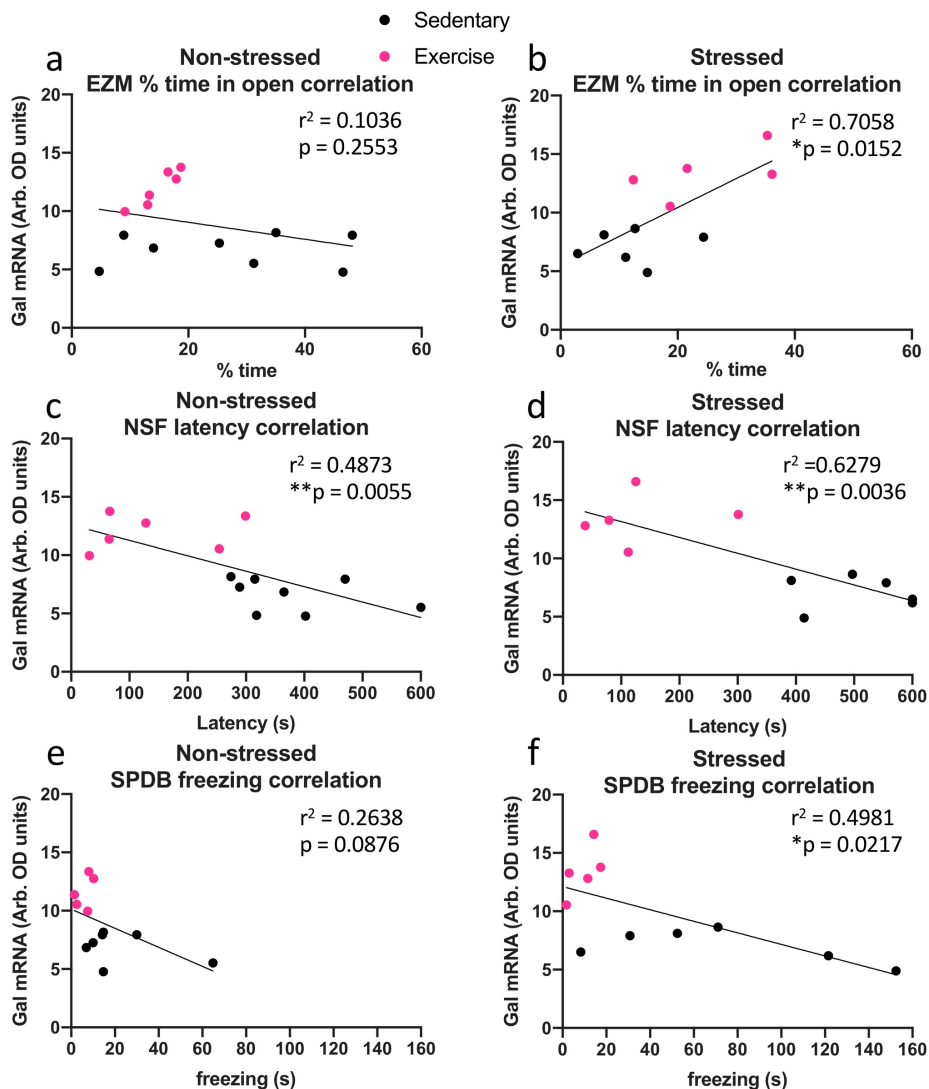 Sedentary
Exercise
a
Non-stressed
EZM % time in open correlation
r² = 0.1036
p = 0.2553
Gal mRNA (Arb. OD units)
20
15
10
5
0
0 20 40 60
% time
b
Stressed
EZM % time in open correlation
r² = 0.7058
*p = 0.0152
Gal mRNA (Arb. OD units)
20
15
10
5
0
0 20 40 60
% time
c
Non-stressed
NSF latency correlation
r² = 0.4873
**p = 0.0055
Gal mRNA (Arb. OD units)
20
15
10
5
0
0 100 200 300 400 500 600
Latency (s)
d
Stressed
NSF latency correlation
r² =0.6279
**p = 0.0036
Gal mRNA (Arb. OD units)
20
15
10
5
0
0 100 200 300 400 500 600
Latency (s)
e
Non-stressed
SPDB freezing correlation
r² = 0.2638
p = 0.0876
Gal mRNA (Arb. OD units)
20
15
10
5
0
0 20 40 60 80 100 120 140 160
freezing (s)
f
Stressed
SPDB freezing correlation
r² = 0.4981
*p = 0.0217
Gal mRNA (Arb. OD units)
20
15
10
5
0
0 20 40 60 80 100 120 140 160
freezing (s)